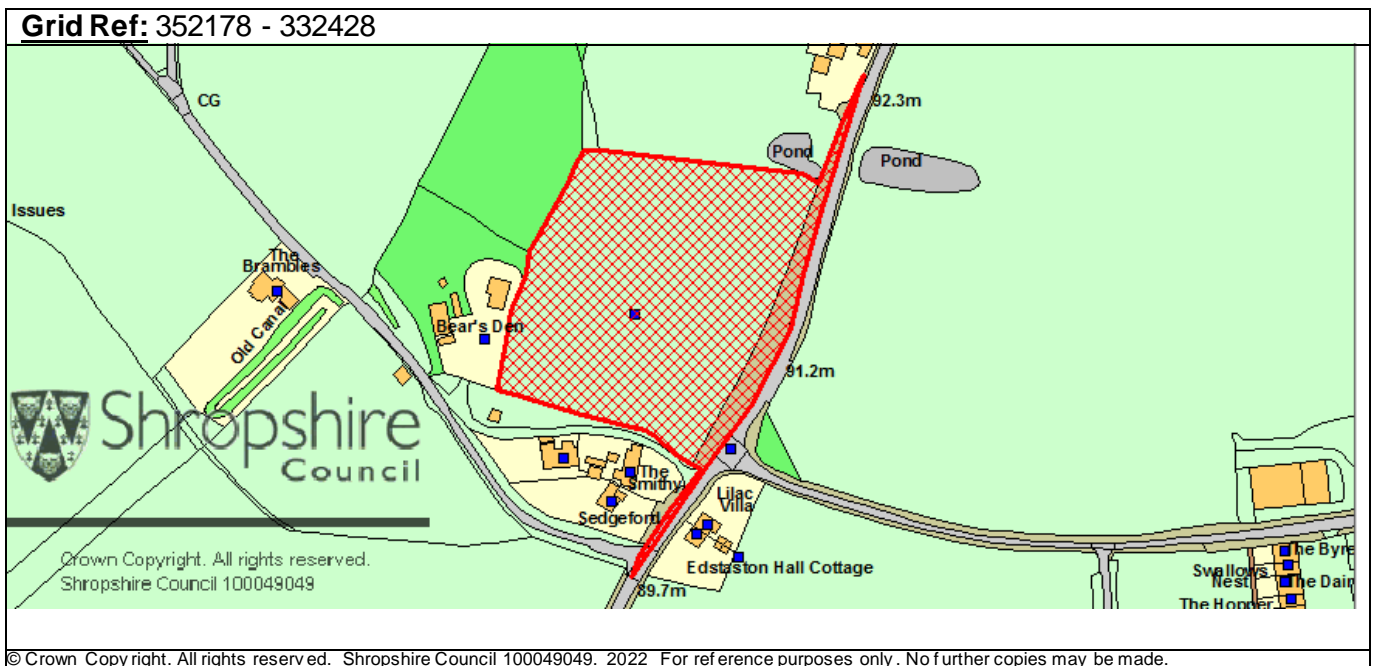 Grid Ref: 352178 - 332428
CG
92.3m
Pond
Pond
Issues
The
Brambles
Old Canal
Bear's Den
91.2m
Shropshire
Council
The
Smithy
Lilac
Villa
Sedgeford
Edstaston Hall Cottage
89.7m
The Byre
Swallows
Nest
The Dair
The Hopper
Crown Copyright. All rights reserved.
Shropshire Council 100049049
© Crown Copyright. All rights reserved. Shropshire Council 100049049. 2022 For reference purposes only. No further copies may be made.